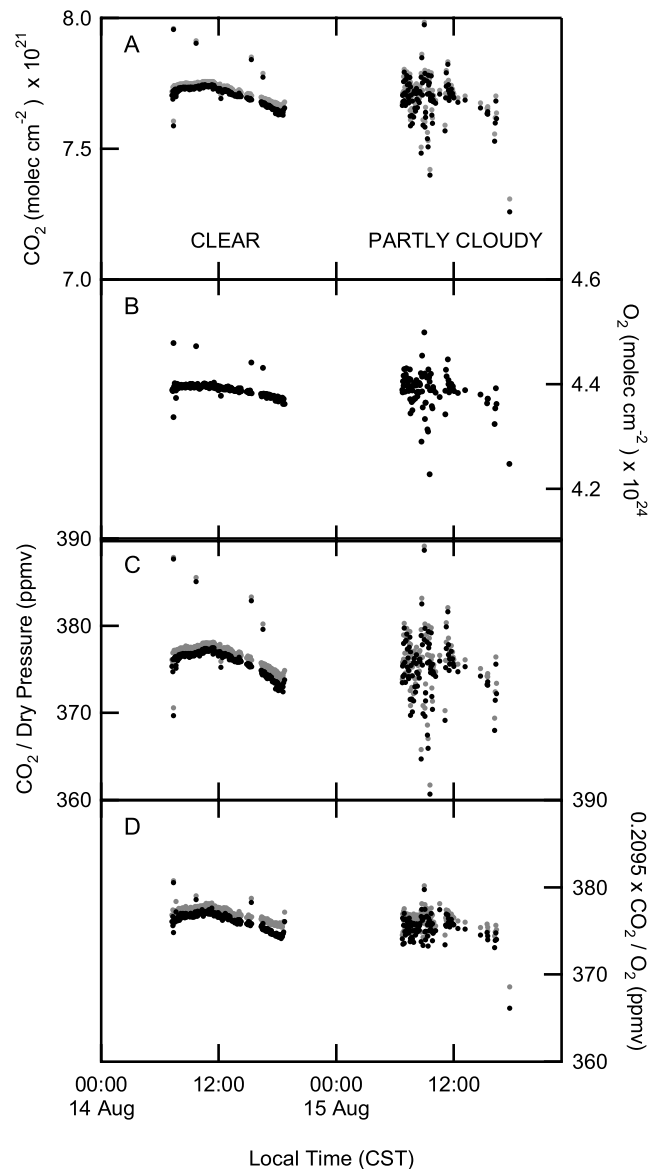 8.0
A
7.5
CO2 (molec cm-2) x 10^21
CLEAR
PARTLY CLOUDY
7.0
4.6
B
4.4
O2 (molec cm-2) x 10^24
4.2
390
C
380
370
CO2 / Dry Pressure (ppmv)
360
390
D
380
0.2095 x CO2 / O2 (ppmv)
370
360
00:00
12:00
00:00
12:00
14 Aug
15 Aug
Local Time (CST)